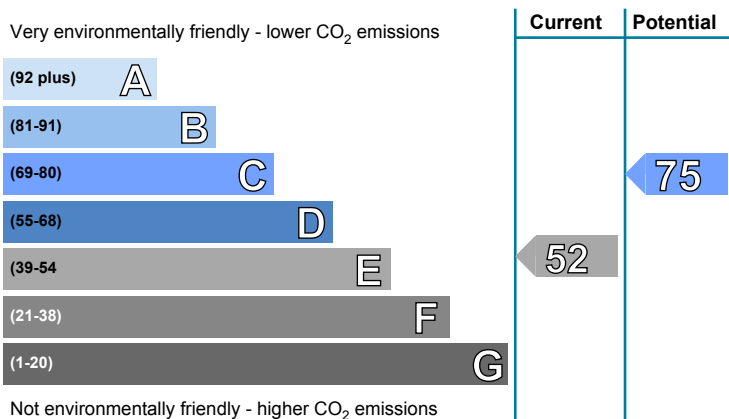 Very environmentally friendly - lower CO₂ emissions
Current
Potential
(92 plus) A
(81-91) B
(69-80) C
75
(55-68) D
(39-54 E
52
(21-38) F
(1-20) G
Not environmentally friendly - higher CO₂ emissions